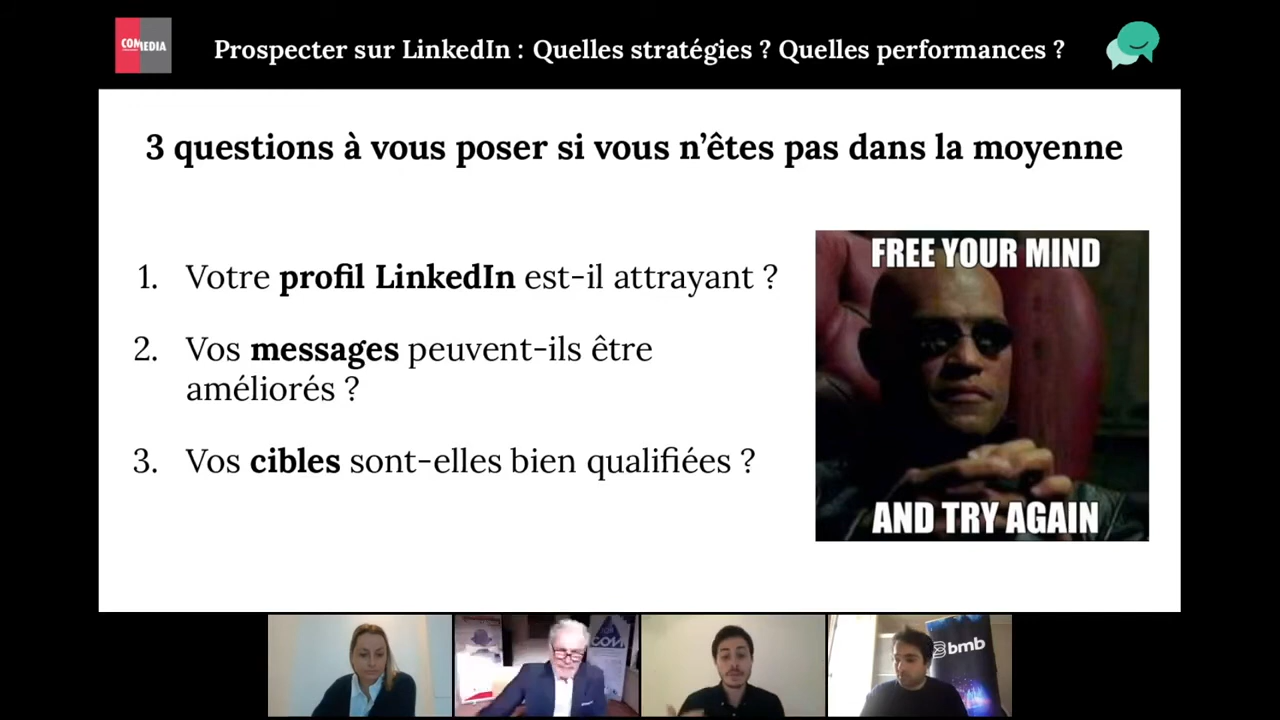 COMMEDIA
Prospecter sur LinkedIn : Quelles stratégies ? Quelles performances ?
3 questions à vous poser si vous n'êtes pas dans la moyenne
1. Votre profil LinkedIn est-il attrayant ?
2. Vos messages peuvent-ils être
améliorés ?
3. Vos cibles sont-elles bien qualifiées ?
FREE YOUR MIND
AND TRY AGAIN
COM
bmb